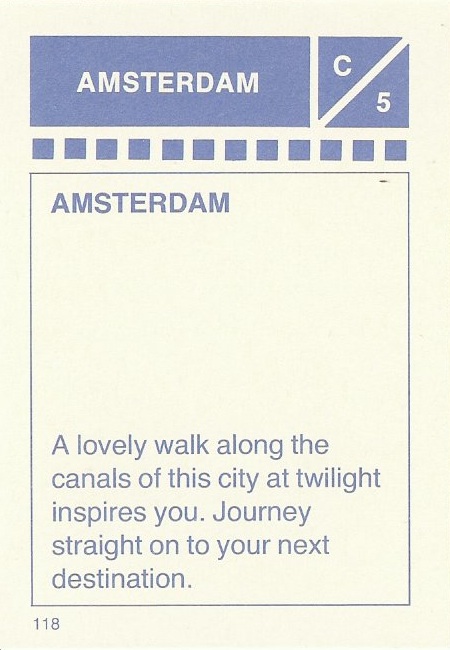 AMSTERDAM
C
5
AMSTERDAM
A lovely walk along the
canals of this city at twilight
inspires you. Journey
straight on to your next
destination.
118